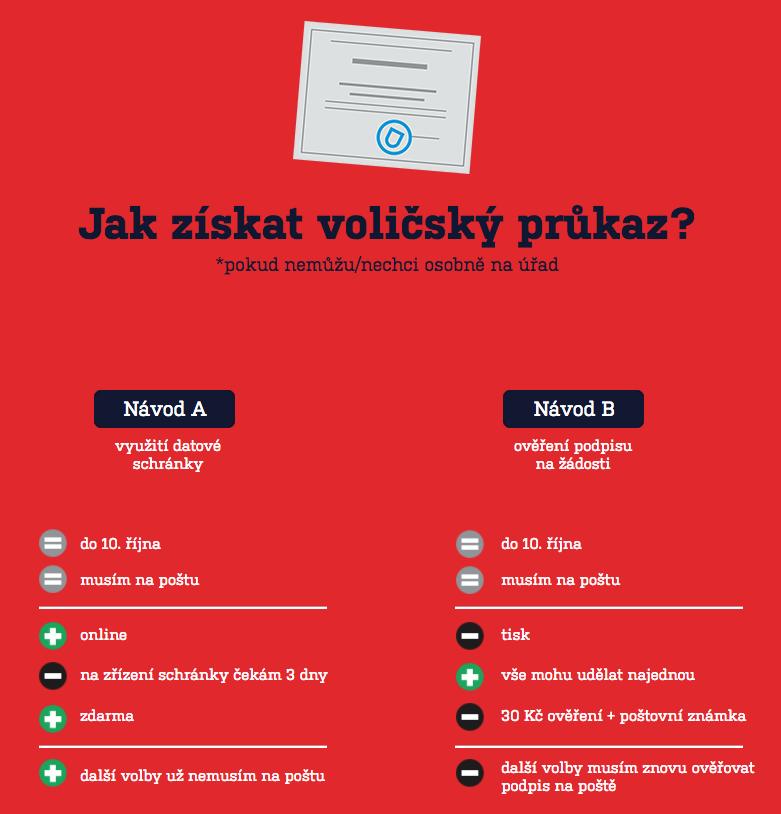 Jak získat voličský průkaz?
*pokud nemůžu/nechci osobně na úřad
Návod A
využití datové
schránky
do 10. října
musím na poštu
online
na zřízení schránky čekám 3 dny
zdarma
další volby už nemusím na poštu
Návod B
ověření podpisu
na žádosti
do 10. října
musím na poštu
tisk
vše mohu udělat najednou
30 Kč ověření + poštovní známka
další volby musím znovu ověřovat
podpis na poště